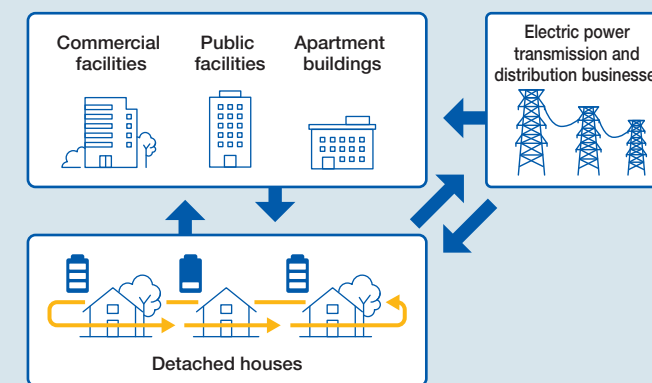 Commercial
facilities
Public
facilities
Apartment
buildings
Electric power
transmission and
distribution businesse
Detached houses